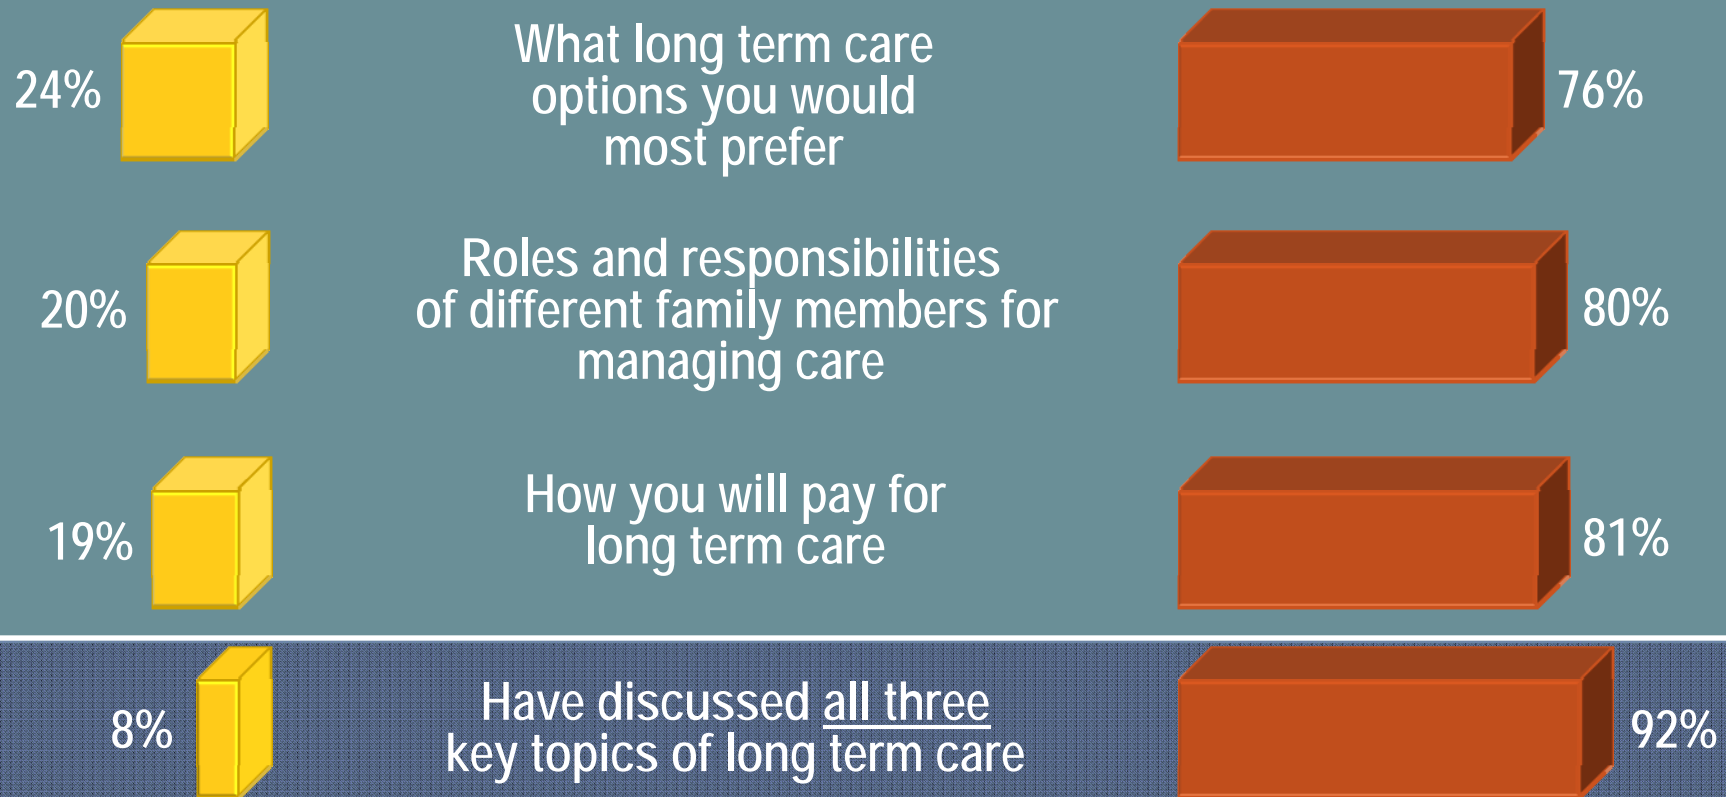 24%
What long term care
options you would
most prefer
76%
20%
Roles and responsibilities
of different family members for
managing care
80%
19%
How you will pay for
long term care
81%
8%
Have discussed all three
key topics of long term care
92%